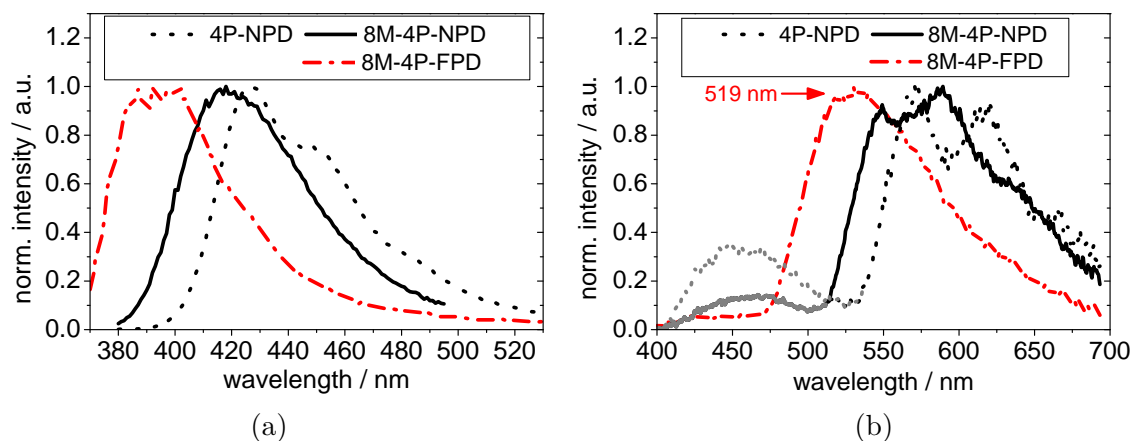 1.2
1.0
0.8
0.6
0.4
0.2
0.0
norm. intensity / a.u.
4P-NPD 8M-4P-NPD
8M-4P-FPD
380 400 420 440 460 480 500 520
wavelength / nm
(a)
1.2
1.0
0.8
0.6
0.4
0.2
0.0
norm. intensity / a.u.
4P-NPD 8M-4P-NPD
8M-4P-FPD
519 nm
400 450 500 550 600 650 700
wavelength / nm
(b)